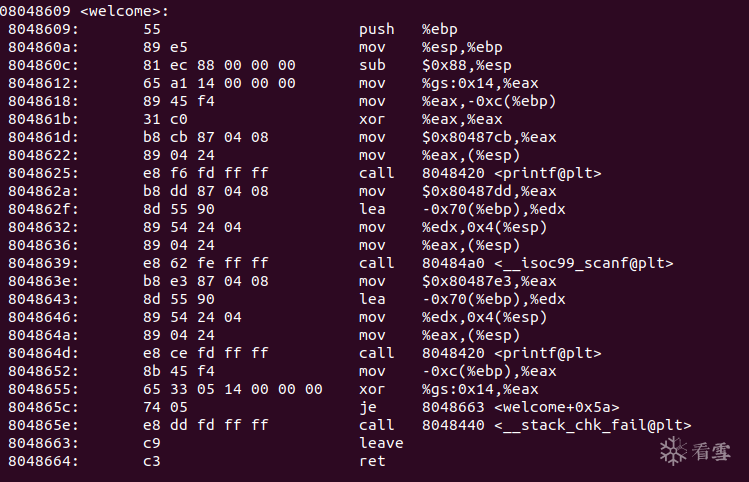 08048609 <welcome>:
8048609: 55 push %ebp
804860a: 89 e5 mov %esp,%ebp
804860c: 81 ec 88 00 00 00 sub $0x88,%esp
8048612: 65 a1 14 00 00 00 mov %gs:0x14,%eax
8048618: 89 45 f4 mov %eax,-0xc(%ebp)
804861b: 31 c0 xor %eax,%eax
804861d: b8 cb 87 04 08 mov $0x80487cb,%eax
8048622: 89 04 24 mov %eax,(%esp)
8048625: e8 f6 fd ff ff call 8048420 <printf@plt>
804862a: b8 dd 87 04 08 mov $0x80487dd,%eax
804862f: 8d 55 90 lea -0x70(%ebp),%edx
8048632: 89 54 24 04 mov %edx,0x4(%esp)
8048636: 89 04 24 mov %eax,(%esp)
8048639: e8 62 fe ff ff call 80484a0 <__isoc99_scanf@plt>
804863e: b8 e3 87 04 08 mov $0x80487e3,%eax
8048643: 8d 55 90 lea -0x70(%ebp),%edx
8048646: 89 54 24 04 mov %edx,0x4(%esp)
804864a: 89 04 24 mov %eax,(%esp)
804864d: e8 ce fd ff ff call 8048420 <printf@plt>
8048652: 8b 45 f4 mov -0xc(%ebp),%eax
8048655: 65 33 05 14 00 00 00 xor %gs:0x14,%eax
804865c: 74 05 je 8048663 <welcome+0x5a>
804865e: e8 dd fd ff ff call 8048440 <__stack_chk_fail@plt>
8048663: c9 leave
8048664: c3 ret
看雪